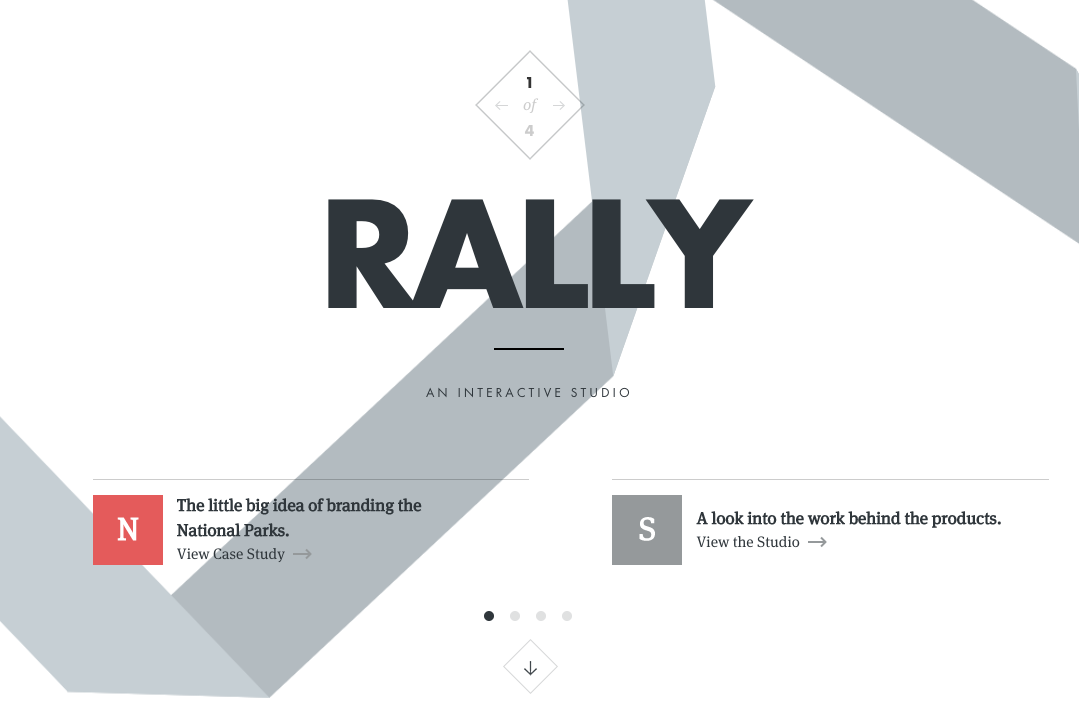 1
← of →
4
RALLY
AN INTERACTIVE STUDIO
N
The little big idea of branding the
National Parks.
View Case Study →
S
A look into the work behind the products.
View the Studio →